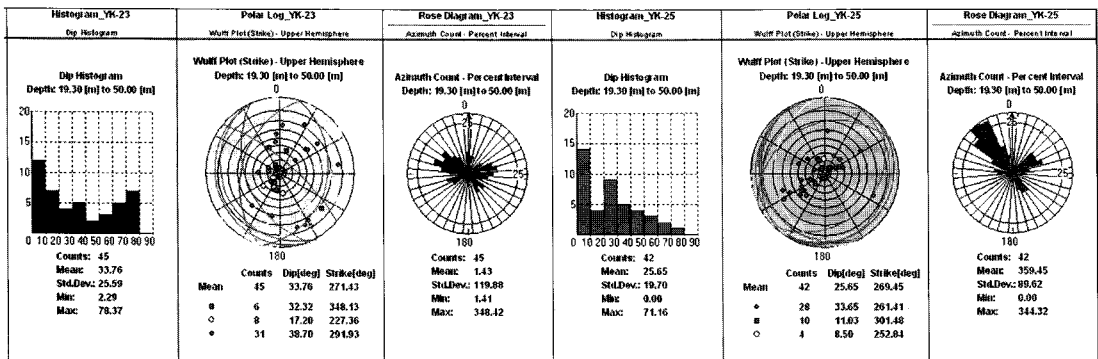 Histogram_YK-23
Dip Histogram
Dip Histogram
Depth: 19.30 [m] to 50.00 [m]
20
15
10
5
0 10 20 30 40 50 60 70 80 90
Counts: 45
Mean: 33.76
Std.Dev.: 25.59
Min: 2.29
Max: 78.37
Polar Log_YK-23
Wulff Plot (Strike) - Upper Hemisphere
Wulff Plot (Strike) - Upper Hemisphere
Depth: 19.30 [m] to 50.00 [m]
0
180
Counts Dip[deg] Strike[deg]
Mean 45 33.76 271.43
6 32.32 348.13
8 17.20 227.36
31 38.70 291.93
Rose Diagram_YK-23
Azimuth Count - Percent Interval
Azimuth Count - Percent Interval
Depth: 19.30 [m] to 50.00 [m]
0
25
25
180
Counts: 45
Mean: 1.43
Std.Dev.: 119.88
Min: 1.41
Max: 348.42
Histogram_YK-25
Dip Histogram
Dip Histogram
Depth: 19.30 [m] to 50.00 [m]
20
15
10
5
0 10 20 30 40 50 60 70 80 90
Counts: 42
Mean: 25.65
Std.Dev.: 19.70
Min: 0.00
Max: 71.16
Polar Log_YK-25
Wulff Plot (Strike) - Upper Hemisphere
Wulff Plot (Strike) - Upper Hemisphere
Depth: 19.30 [m] to 50.00 [m]
0
180
Counts Dip[deg] Strike[deg]
Mean 42 25.65 269.45
28 33.65 261.41
10 11.03 301.48
4 8.50 252.84
Rose Diagram_YK-25
Azimuth Count - Percent Interval
Azimuth Count - Percent Interval
Depth: 19.30 [m] to 50.00 [m]
0
25
25
180
Counts: 42
Mean: 359.45
Std.Dev.: 89.62
Min: 0.00
Max: 344.32